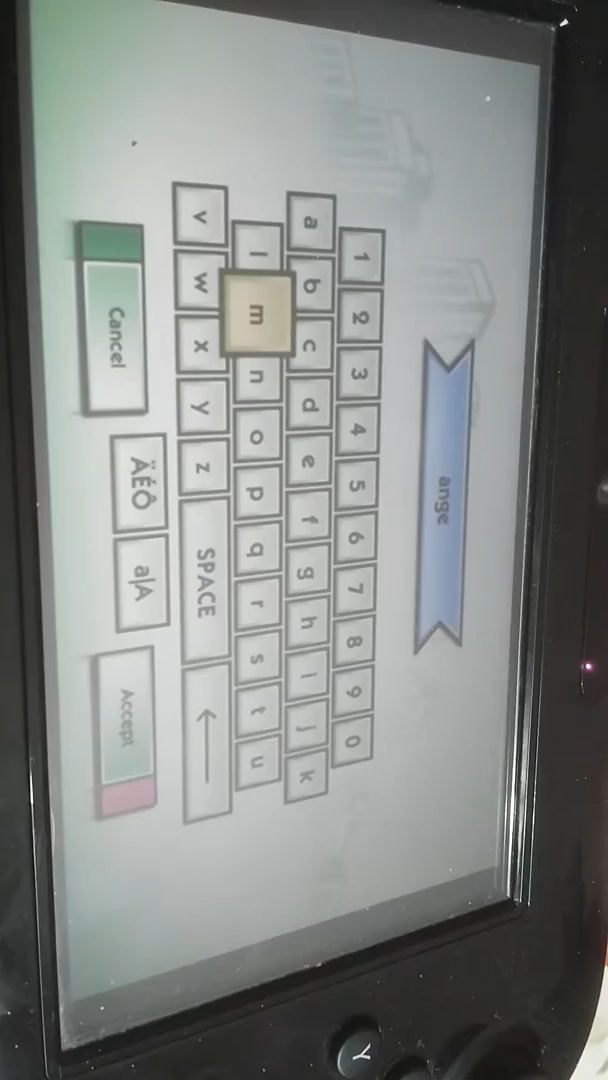 ange
1 2 3 4 5 6 7 8 9 0
a b c d e f g h i j k
l m n o p q r s t u
v w x y z SPACE ←
ÄÉÔ a|A
Cancel Accept
Y